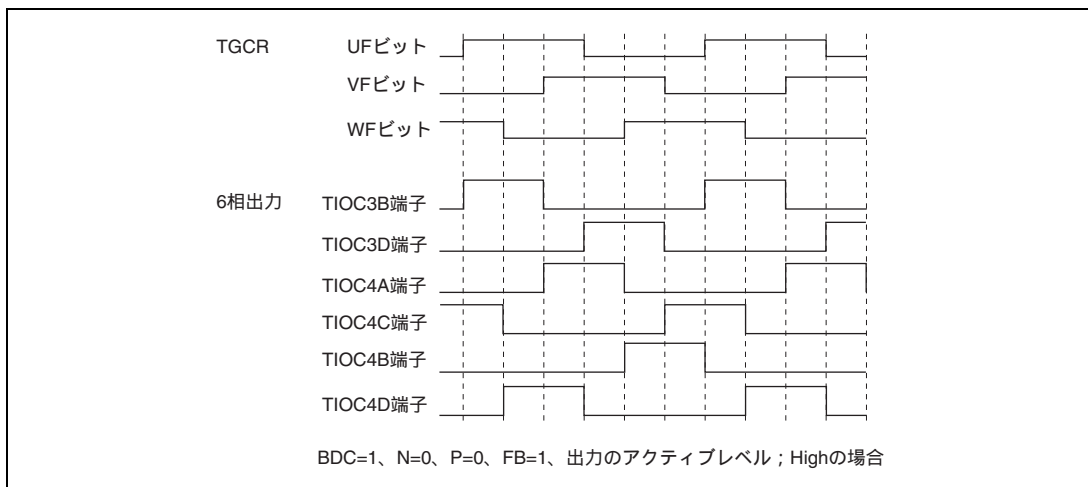 TGCR UFビット
VFビット
WFビット
6相出力 TIOC3B端子
TIOC3D端子
TIOC4A端子
TIOC4C端子
TIOC4B端子
TIOC4D端子
BDC=1、N=0、P=0、FB=1、出力のアクティブレベル；Highの場合